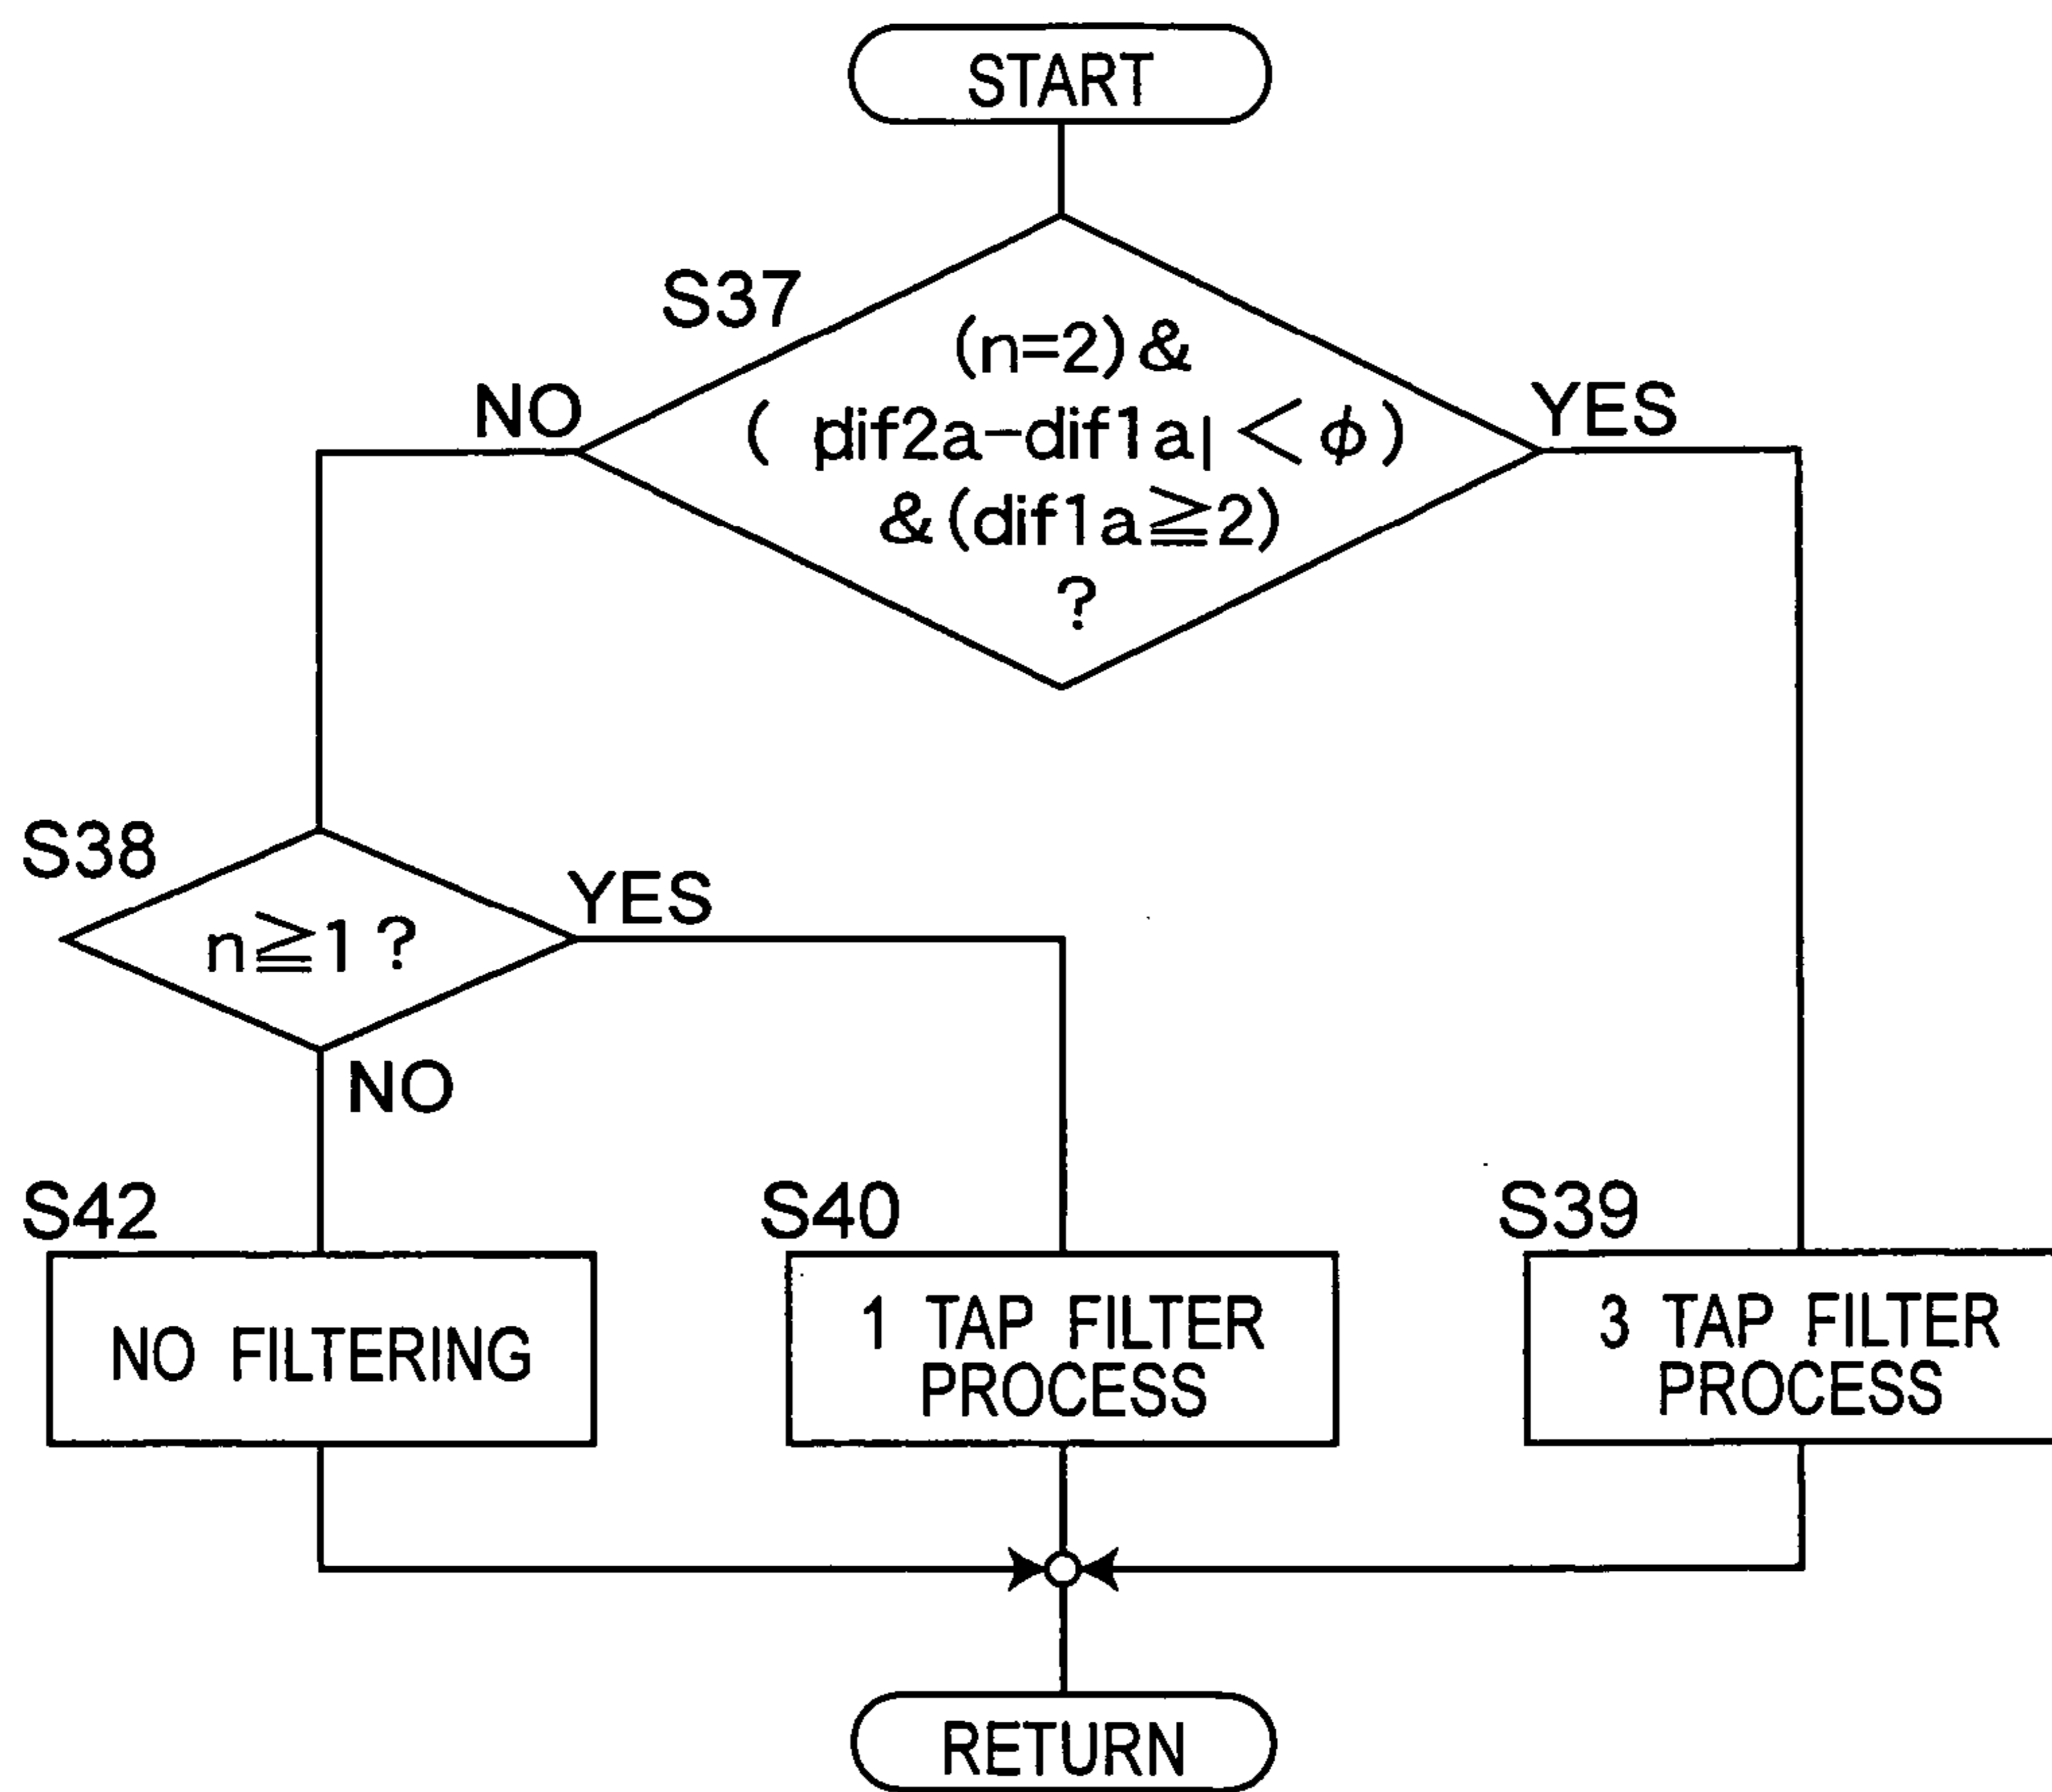 START
S37
(n=2)&
NO
( |dif2a-dif1a|<φ)
YES
&(dif1a≧2)
?
S38
n≧1?
YES
NO
S42
S40
S39
NO FILTERING
1 TAP FILTER
PROCESS
3 TAP FILTER
PROCESS
RETURN